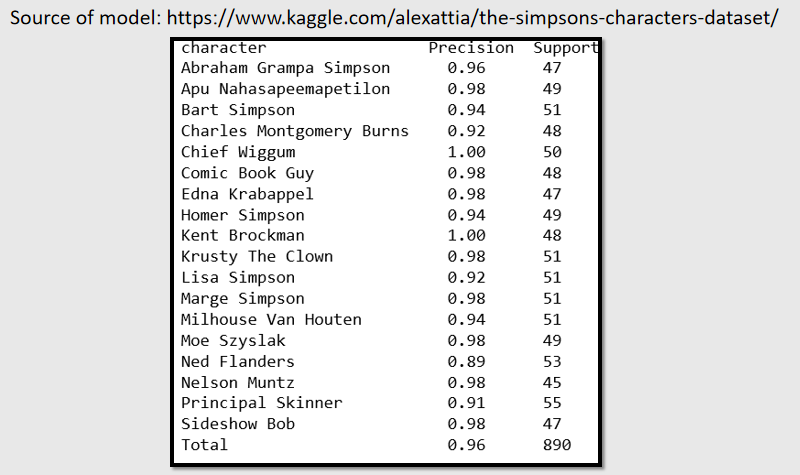 Source of model: https://www.kaggle.com/alexattia/the-simpsons-characters-dataset/
character Precision Support
Abraham Grampa Simpson 0.96 47
Apu Nahasapeemapetilon 0.98 49
Bart Simpson 0.94 51
Charles Montgomery Burns 0.92 48
Chief Wiggum 1.00 50
Comic Book Guy 0.98 48
Edna Krabappel 0.98 47
Homer Simpson 0.94 49
Kent Brockman 1.00 48
Krusty The Clown 0.98 51
Lisa Simpson 0.92 51
Marge Simpson 0.98 51
Milhouse Van Houten 0.94 51
Moe Szyslak 0.98 49
Ned Flanders 0.89 53
Nelson Muntz 0.98 45
Principal Skinner 0.91 55
Sideshow Bob 0.98 47
Total 0.96 890